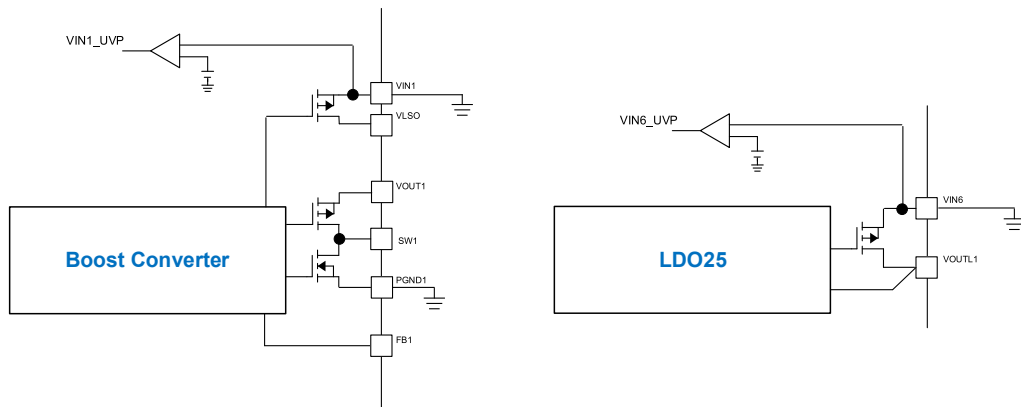 VIN1_UVP
VIN1
VLSO
VOUT1
SW1
PGND1
FB1
Boost Converter
VIN6_UVP
VIN6
VOUTL1
LDO25